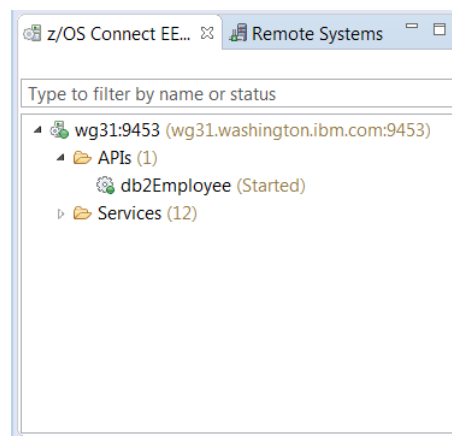 z/OS Connect EE... Remote Systems
Type to filter by name or status
wg31:9453 (wg31.washington.ibm.com:9453)
APIs (1)
db2Employee (Started)
Services (12)